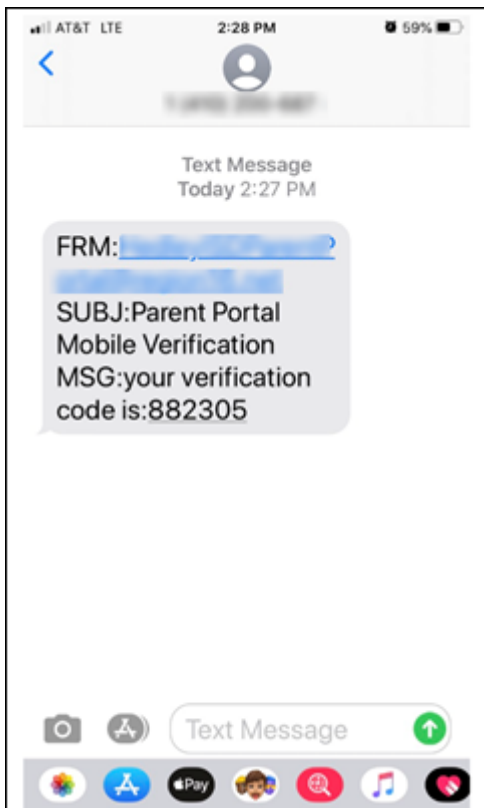 AT&T LTE 2:28 PM 59%
Text Message
Today 2:27 PM
FRM:
SUBJ:Parent Portal
Mobile Verification
MSG:your verification
code is:882305
Text Message
Pay